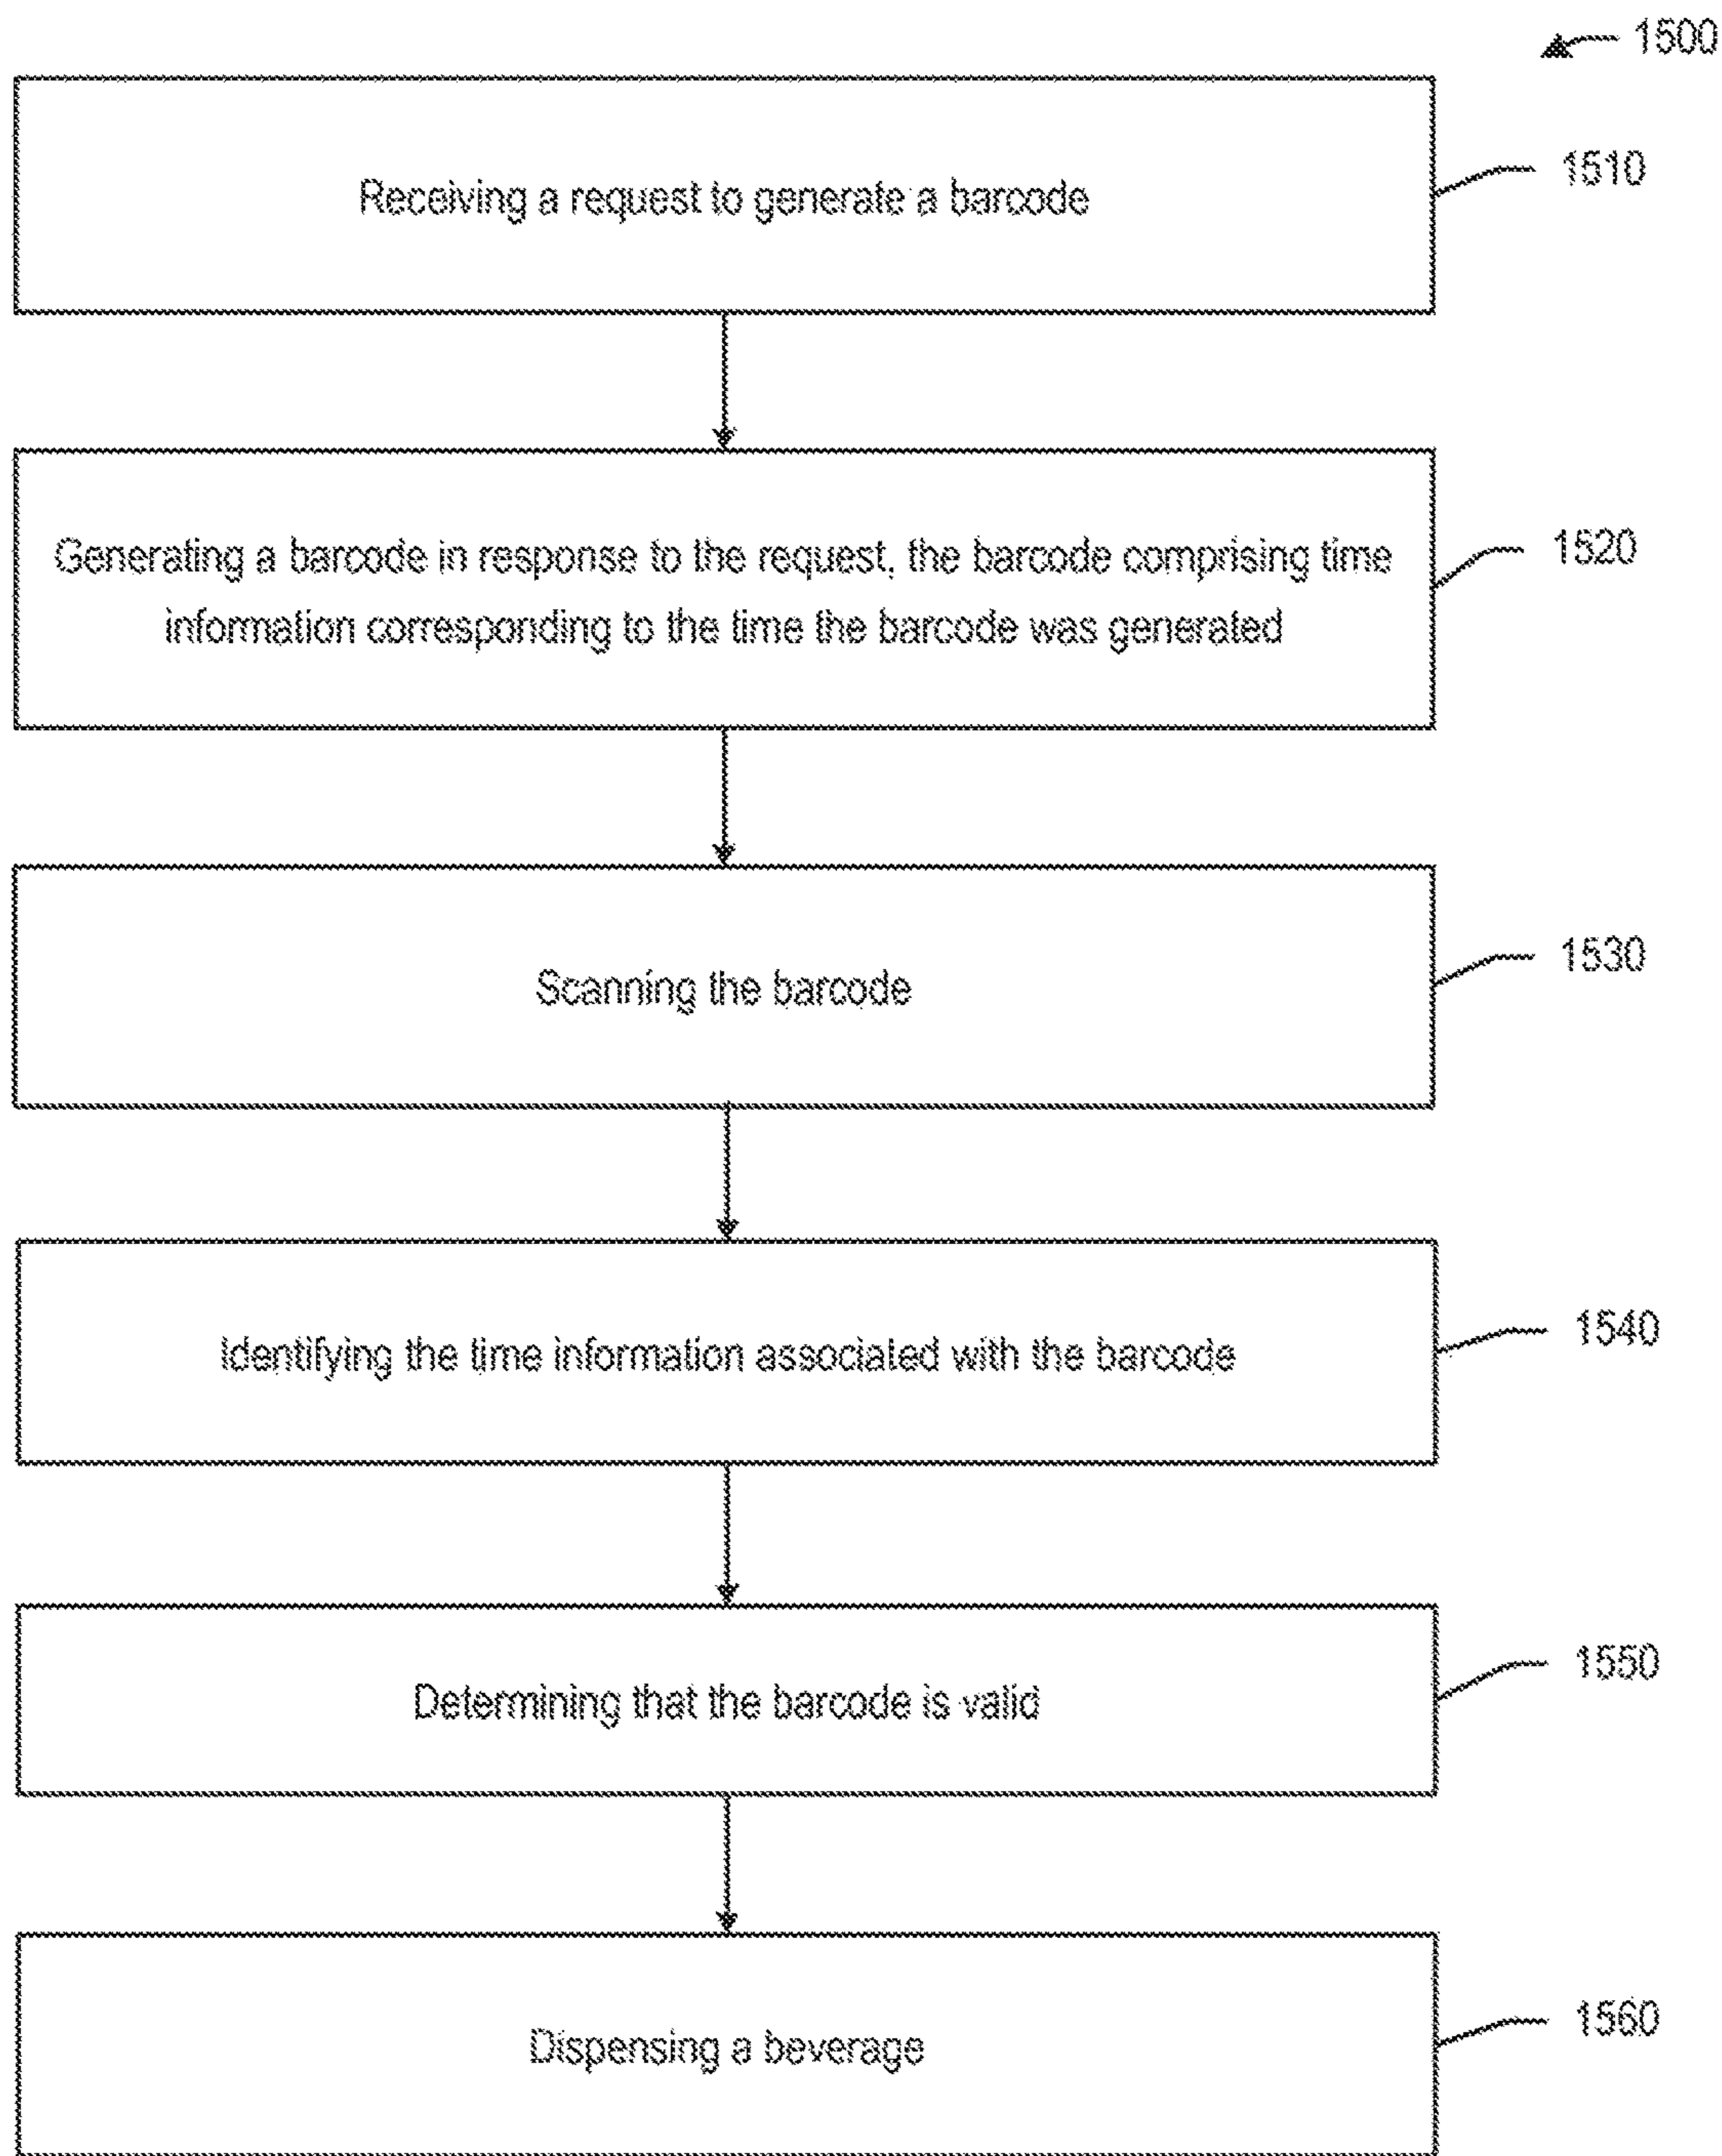 1500
Receiving a request to generate a barcode
1510
Generating a barcode in response to the request, the barcode comprising time
information corresponding to the time the barcode was generated
1520
Scanning the barcode
1530
Identifying the time information associated with the barcode
1540
Determining that the barcode is valid
1550
Dispensing a beverage
1560